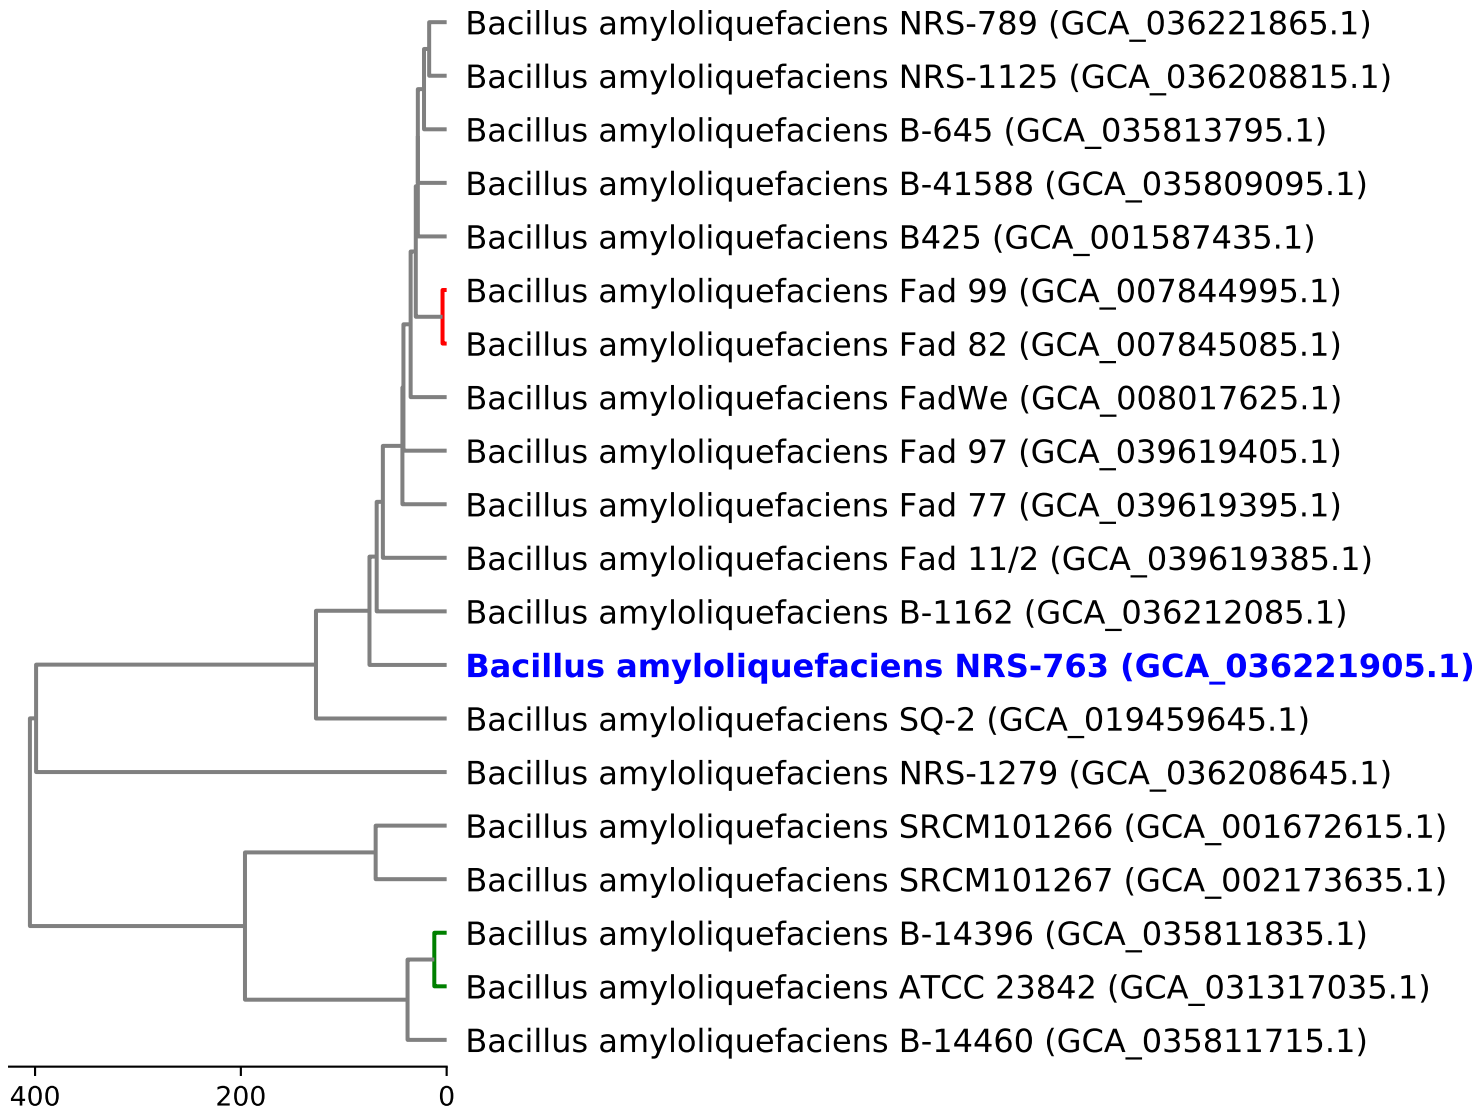 Bacillus amyloliquefaciens NRS-789 (GCA_036221865.1)
Bacillus amyloliquefaciens NRS-1125 (GCA_036208815.1)
Bacillus amyloliquefaciens B-645 (GCA_035813795.1)
Bacillus amyloliquefaciens B-41588 (GCA_035809095.1)
Bacillus amyloliquefaciens B425 (GCA_001587435.1)
Bacillus amyloliquefaciens Fad 99 (GCA_007844995.1)
Bacillus amyloliquefaciens Fad 82 (GCA_007845085.1)
Bacillus amyloliquefaciens FadWe (GCA_008017625.1)
Bacillus amyloliquefaciens Fad 97 (GCA_039619405.1)
Bacillus amyloliquefaciens Fad 77 (GCA_039619395.1)
Bacillus amyloliquefaciens Fad 11/2 (GCA_039619385.1)
Bacillus amyloliquefaciens B-1162 (GCA_036212085.1)
Bacillus amyloliquefaciens NRS-763 (GCA_036221905.1)
Bacillus amyloliquefaciens SQ-2 (GCA_019459645.1)
Bacillus amyloliquefaciens NRS-1279 (GCA_036208645.1)
Bacillus amyloliquefaciens SRCM101266 (GCA_001672615.1)
Bacillus amyloliquefaciens SRCM101267 (GCA_002173635.1)
Bacillus amyloliquefaciens B-14396 (GCA_035811835.1)
Bacillus amyloliquefaciens ATCC 23842 (GCA_031317035.1)
Bacillus amyloliquefaciens B-14460 (GCA_035811715.1)
400 200 0